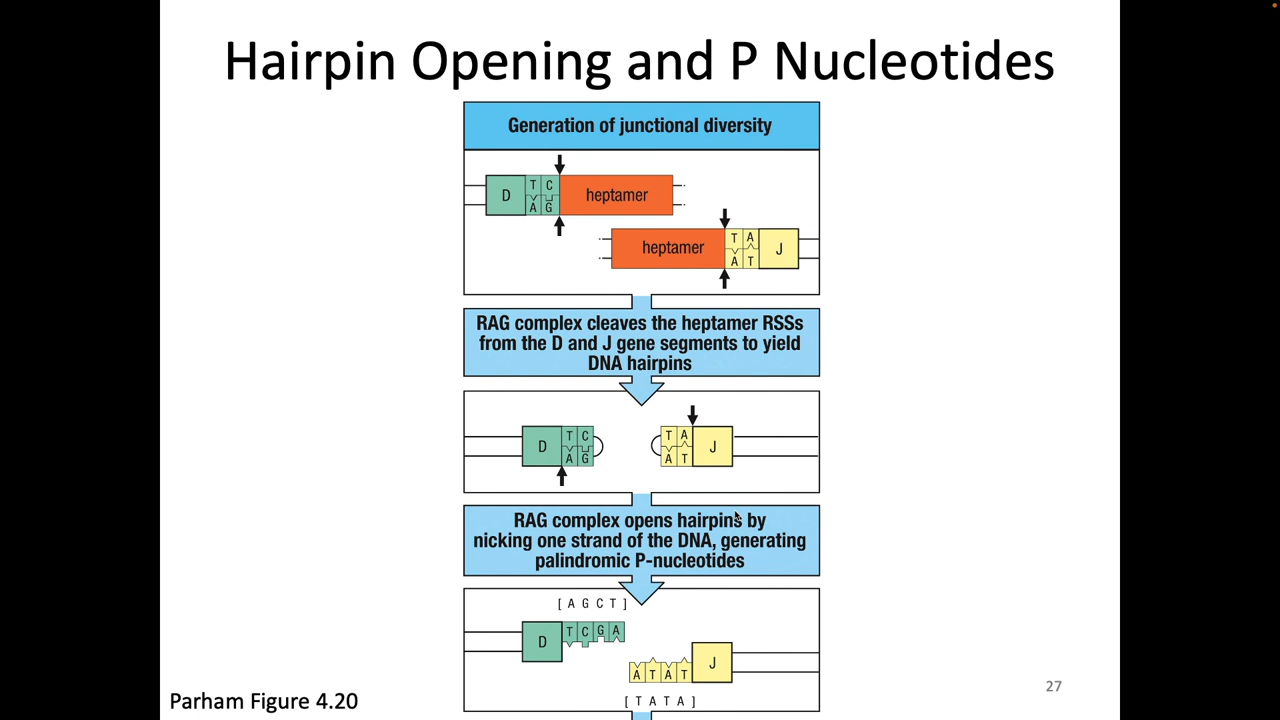 Hairpin Opening and P Nucleotides
Generation of junctional diversity
D T C heptamer
A G
heptamer T A J
A T
RAG complex cleaves the heptamer RSSs
from the D and J gene segments to yield
DNA hairpins
D T C T A J
A G A T
RAG complex opens hairpins by
nicking one strand of the DNA, generating
palindromic P-nucleotides
[ A G C T ]
D T C G A
A T A T J
[ T A T A ]
Parham Figure 4.20
27